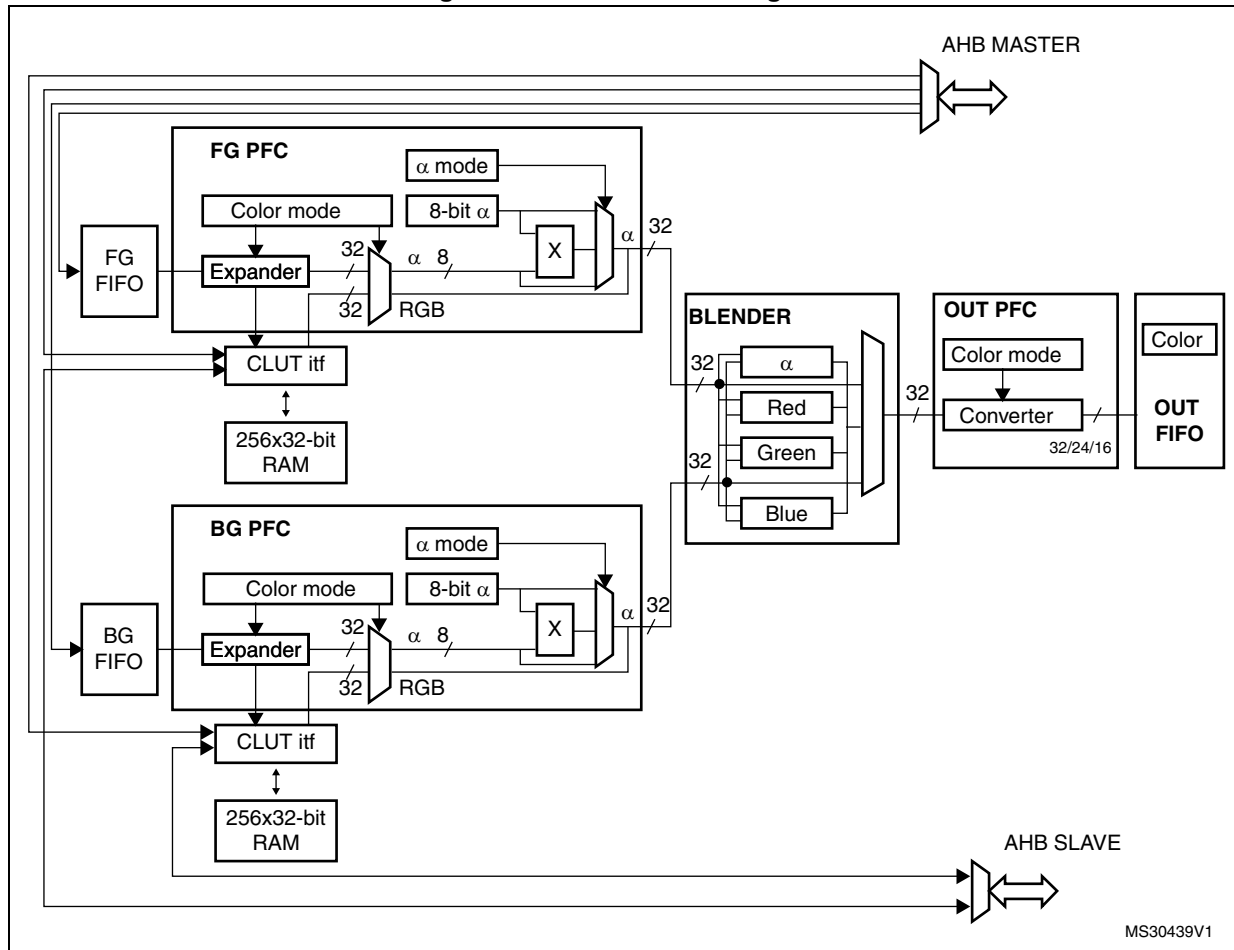 AHB MASTER
FG PFC
α mode
Color mode
8-bit α
FG
FIFO
Expander
32
32
α 8
X
α
32
RGB
CLUT itf
256x32-bit
RAM
BLENDER
32
α
Red
Green
Blue
32
32
OUT PFC
Color mode
Converter
32/24/16
Color
OUT
FIFO
BG PFC
α mode
Color mode
8-bit α
BG
FIFO
Expander
32
32
α 8
X
α
32
RGB
CLUT itf
256x32-bit
RAM
AHB SLAVE
MS30439V1